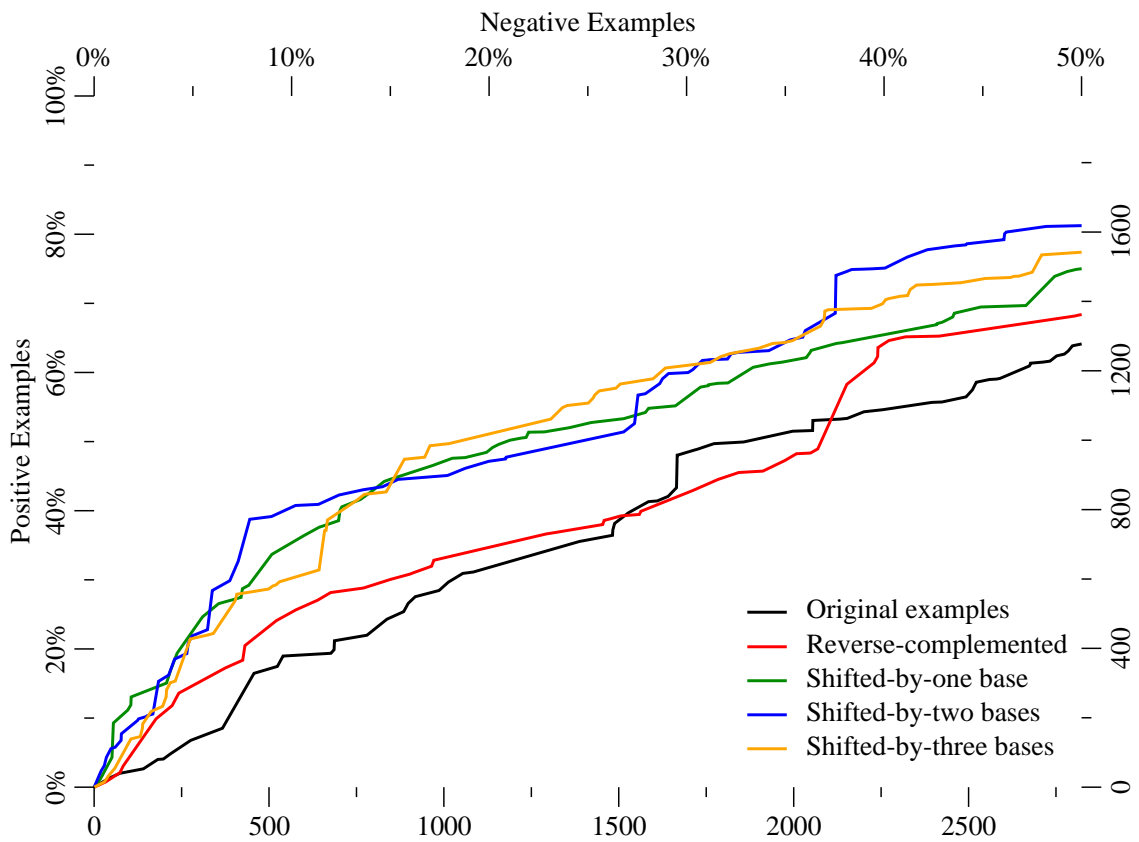 Negative Examples
0% 10% 20% 30% 40% 50%
100%
80%
60%
40%
20%
0%
Positive Examples
1600
1200
800
400
0
Original examples
Reverse-complemented
Shifted-by-one base
Shifted-by-two bases
Shifted-by-three bases
0 500 1000 1500 2000 2500